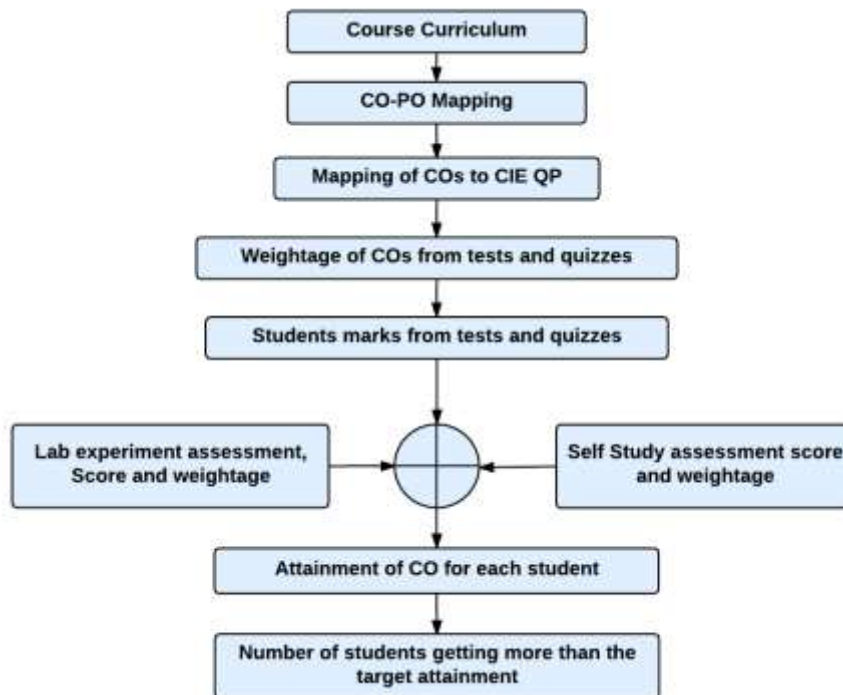 Course Curriculum
CO-PO Mapping
Mapping of COs to CIE QP
Weightage of COs from tests and quizzes
Students marks from tests and quizzes
Lab experiment assessment,
Score and weightage
Self Study assessment score
and weightage
Attainment of CO for each student
Number of students getting more than the
target attainment